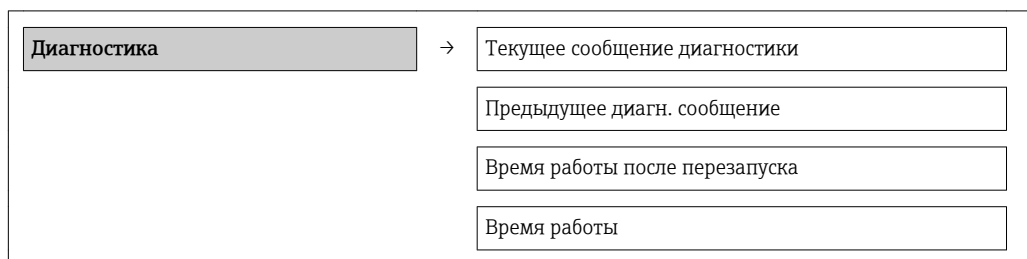 Диагностика → Текущее сообщение диагностики
Предыдущее диагн. сообщение
Время работы после перезапуска
Время работы